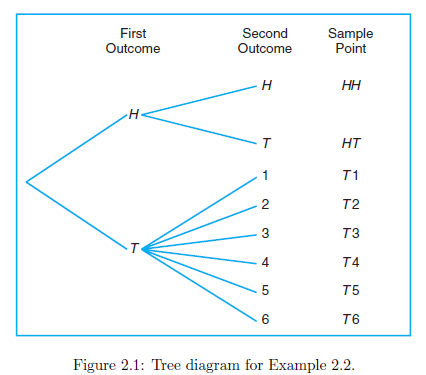 First Second Sample
Outcome Outcome Point
H HH
H
T HT
1 T1
2 T2
3 T3
T
4 T4
5 T5
6 T6
Figure 2.1: Tree diagram for Example 2.2.